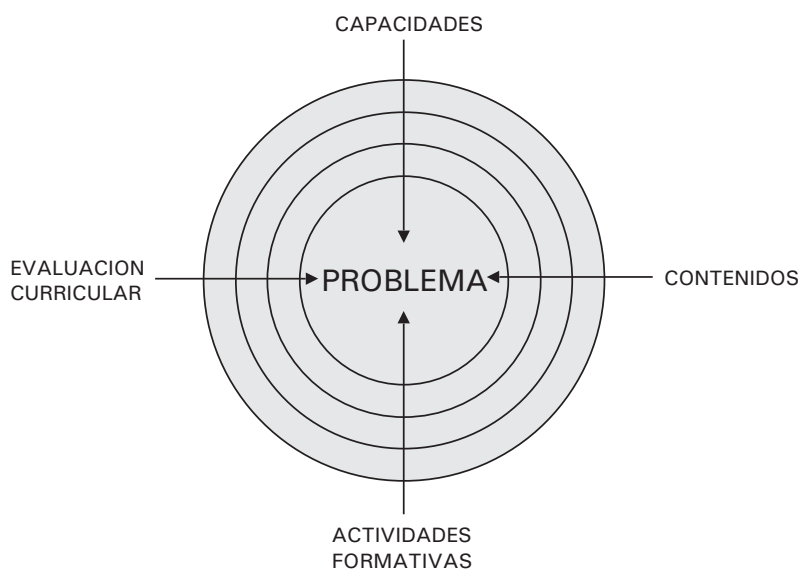 CAPACIDADES
EVALUACION
CURRICULAR
PROBLEMA
CONTENIDOS
ACTIVIDADES
FORMATIVAS